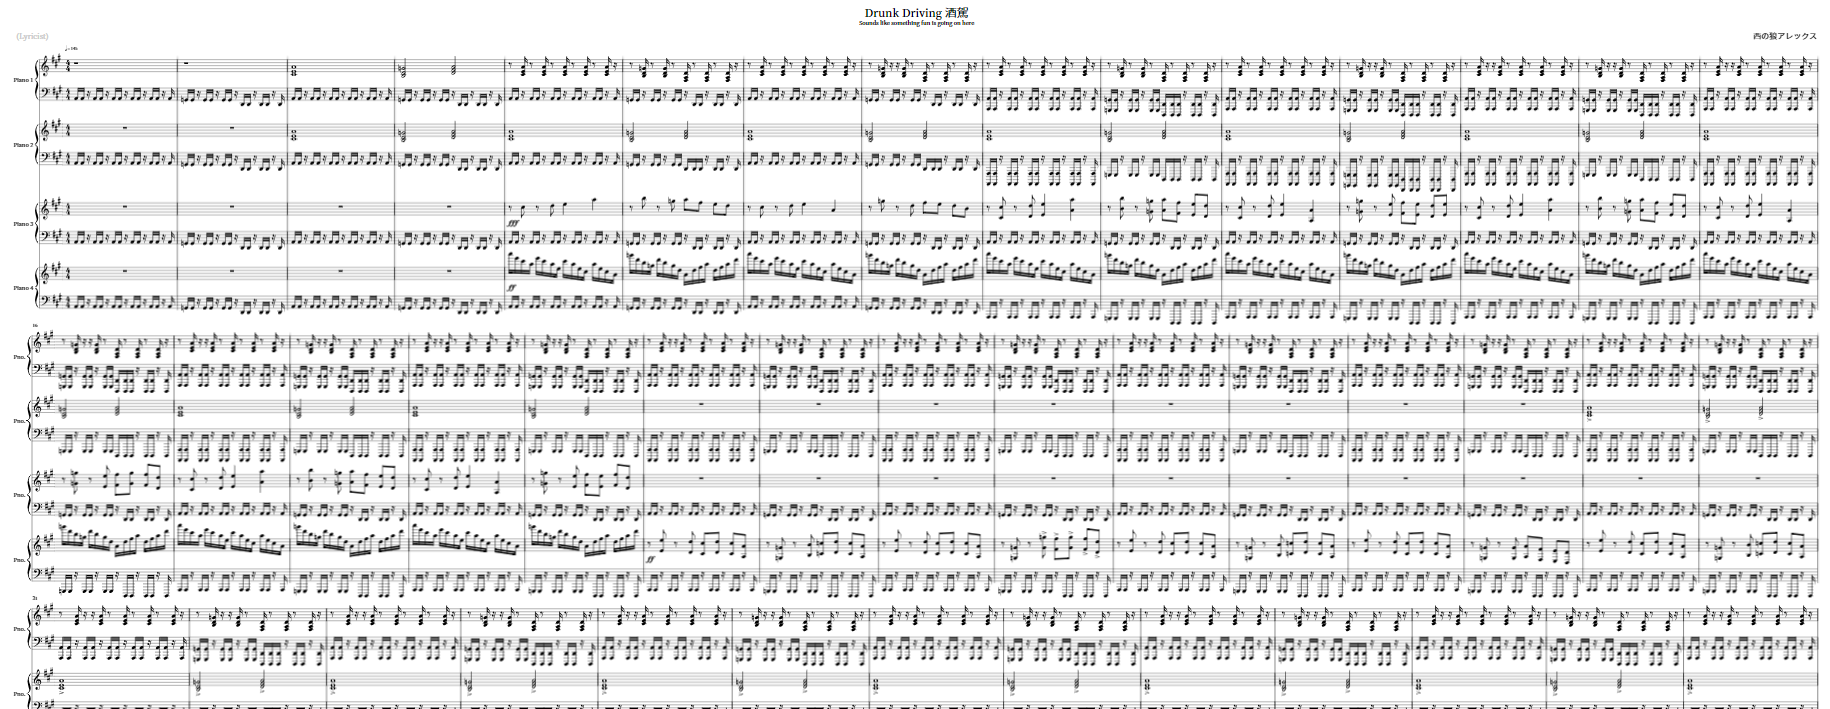 Drunk Driving 酒駕
Sounds like something fun is going on here
(Lyricist)
西の狼アレックス
♩=145
Piano 1
Piano 2
Piano 3
fff
Piano 4
ff
16
Pno.
Pno.
Pno.
Pno.
ff
31
Pno.
Pno.